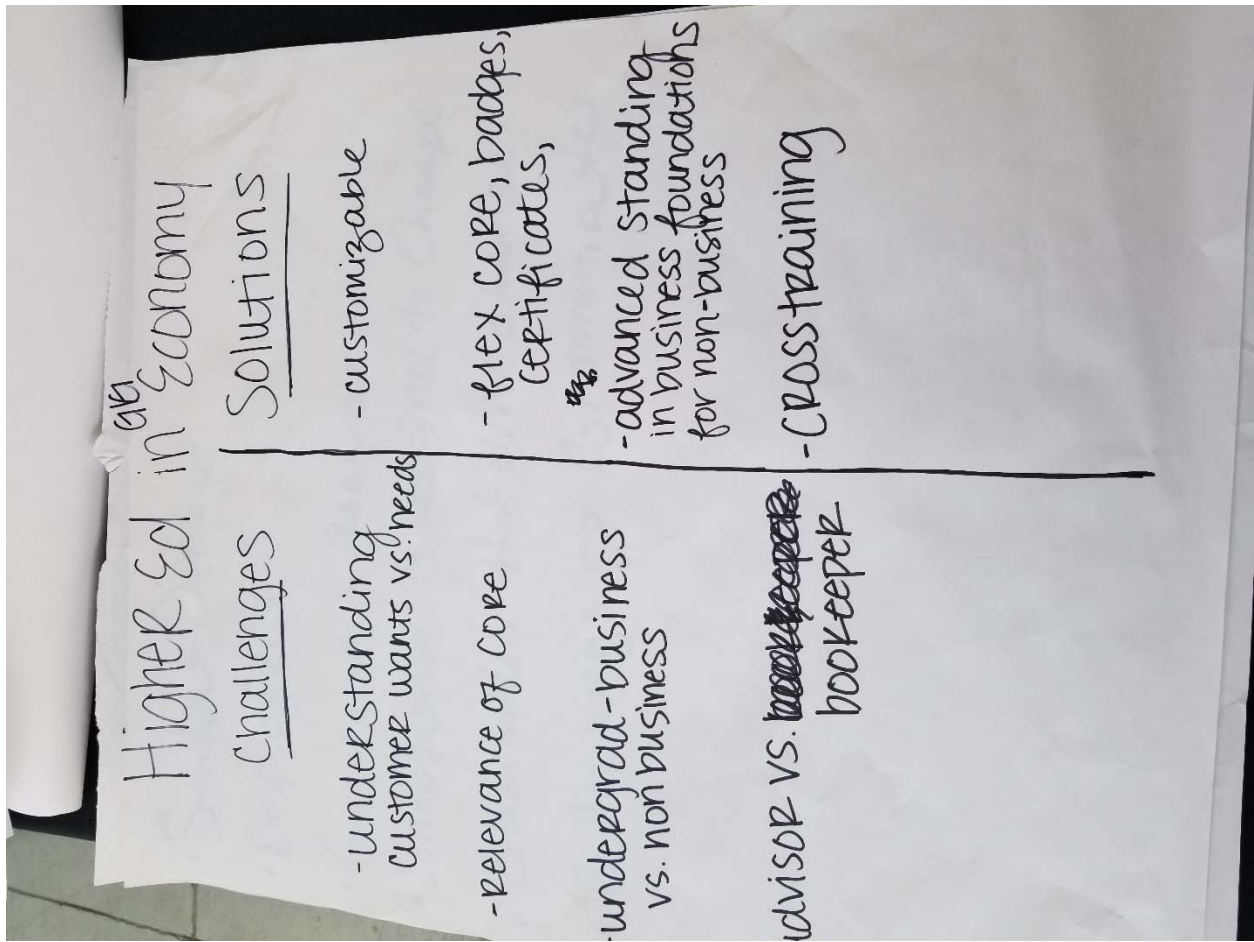 Higher Ed in gig Economy
Challenges
- understanding
customer wants vs. needs
- Relevance of core
- undergrad-business
vs. non business
advisor vs.
bookeeper
Solutions
- customizable
- flex core, badges,
certificates,
- advanced standing
in business foundations
for non-business
- crosstraining